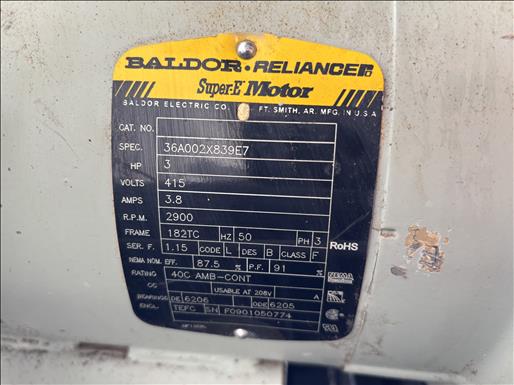 BALDOR • RELIANCE
Super-E Motor
BALDOR ELECTRIC CO. FT. SMITH, AR. MFG. IN U.S.A.
CAT. NO.
SPEC. 36A002X839E7
HP 3
VOLTS 415
AMPS 3.8
R.P.M. 2900
FRAME 182TC HZ 50 PH 3
SER. F. 1.15 CODE L DES B CLASS F
RoHS
NEMA NOM. EFF. 87.5 % P.F. 91 %
RATING 40C AMB-CONT
CC USABLE AT 208V A
BEARINGS DE 6206 ODE 6205
ENCL. TEFC SN F0901050774